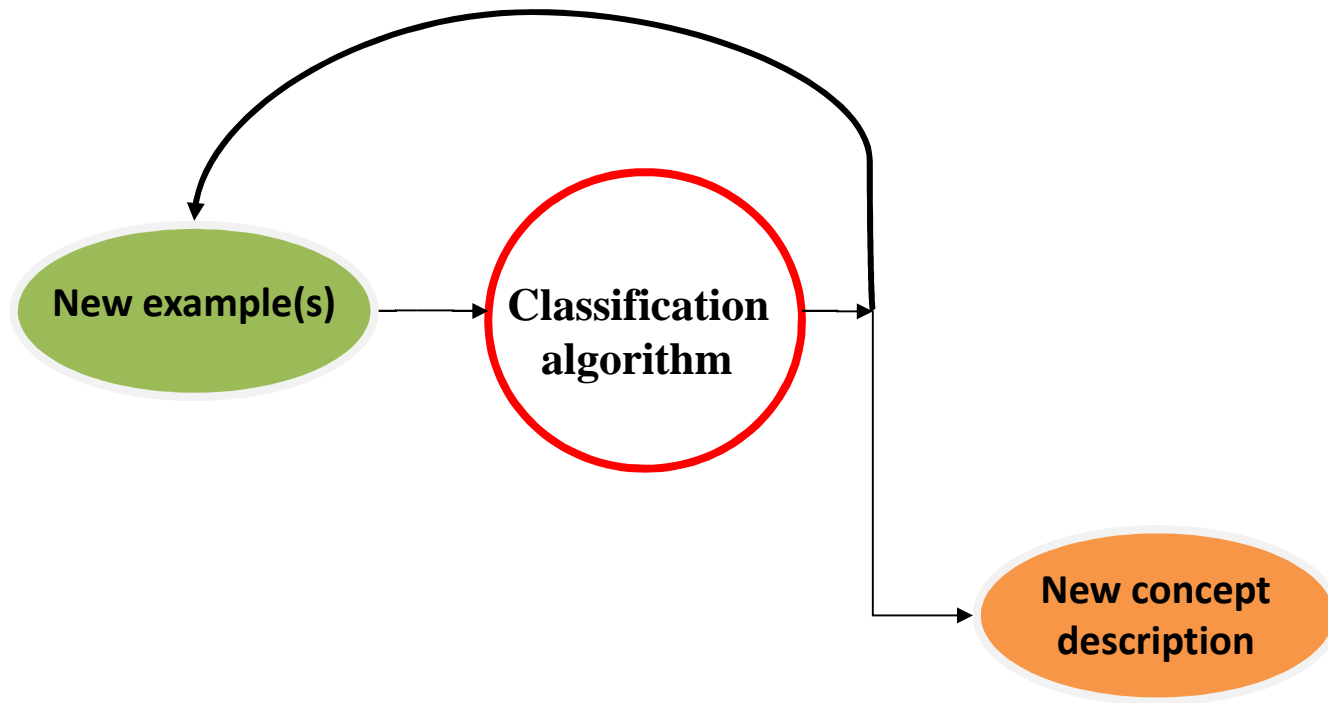 New example(s)
Classification
algorithm
New concept
description